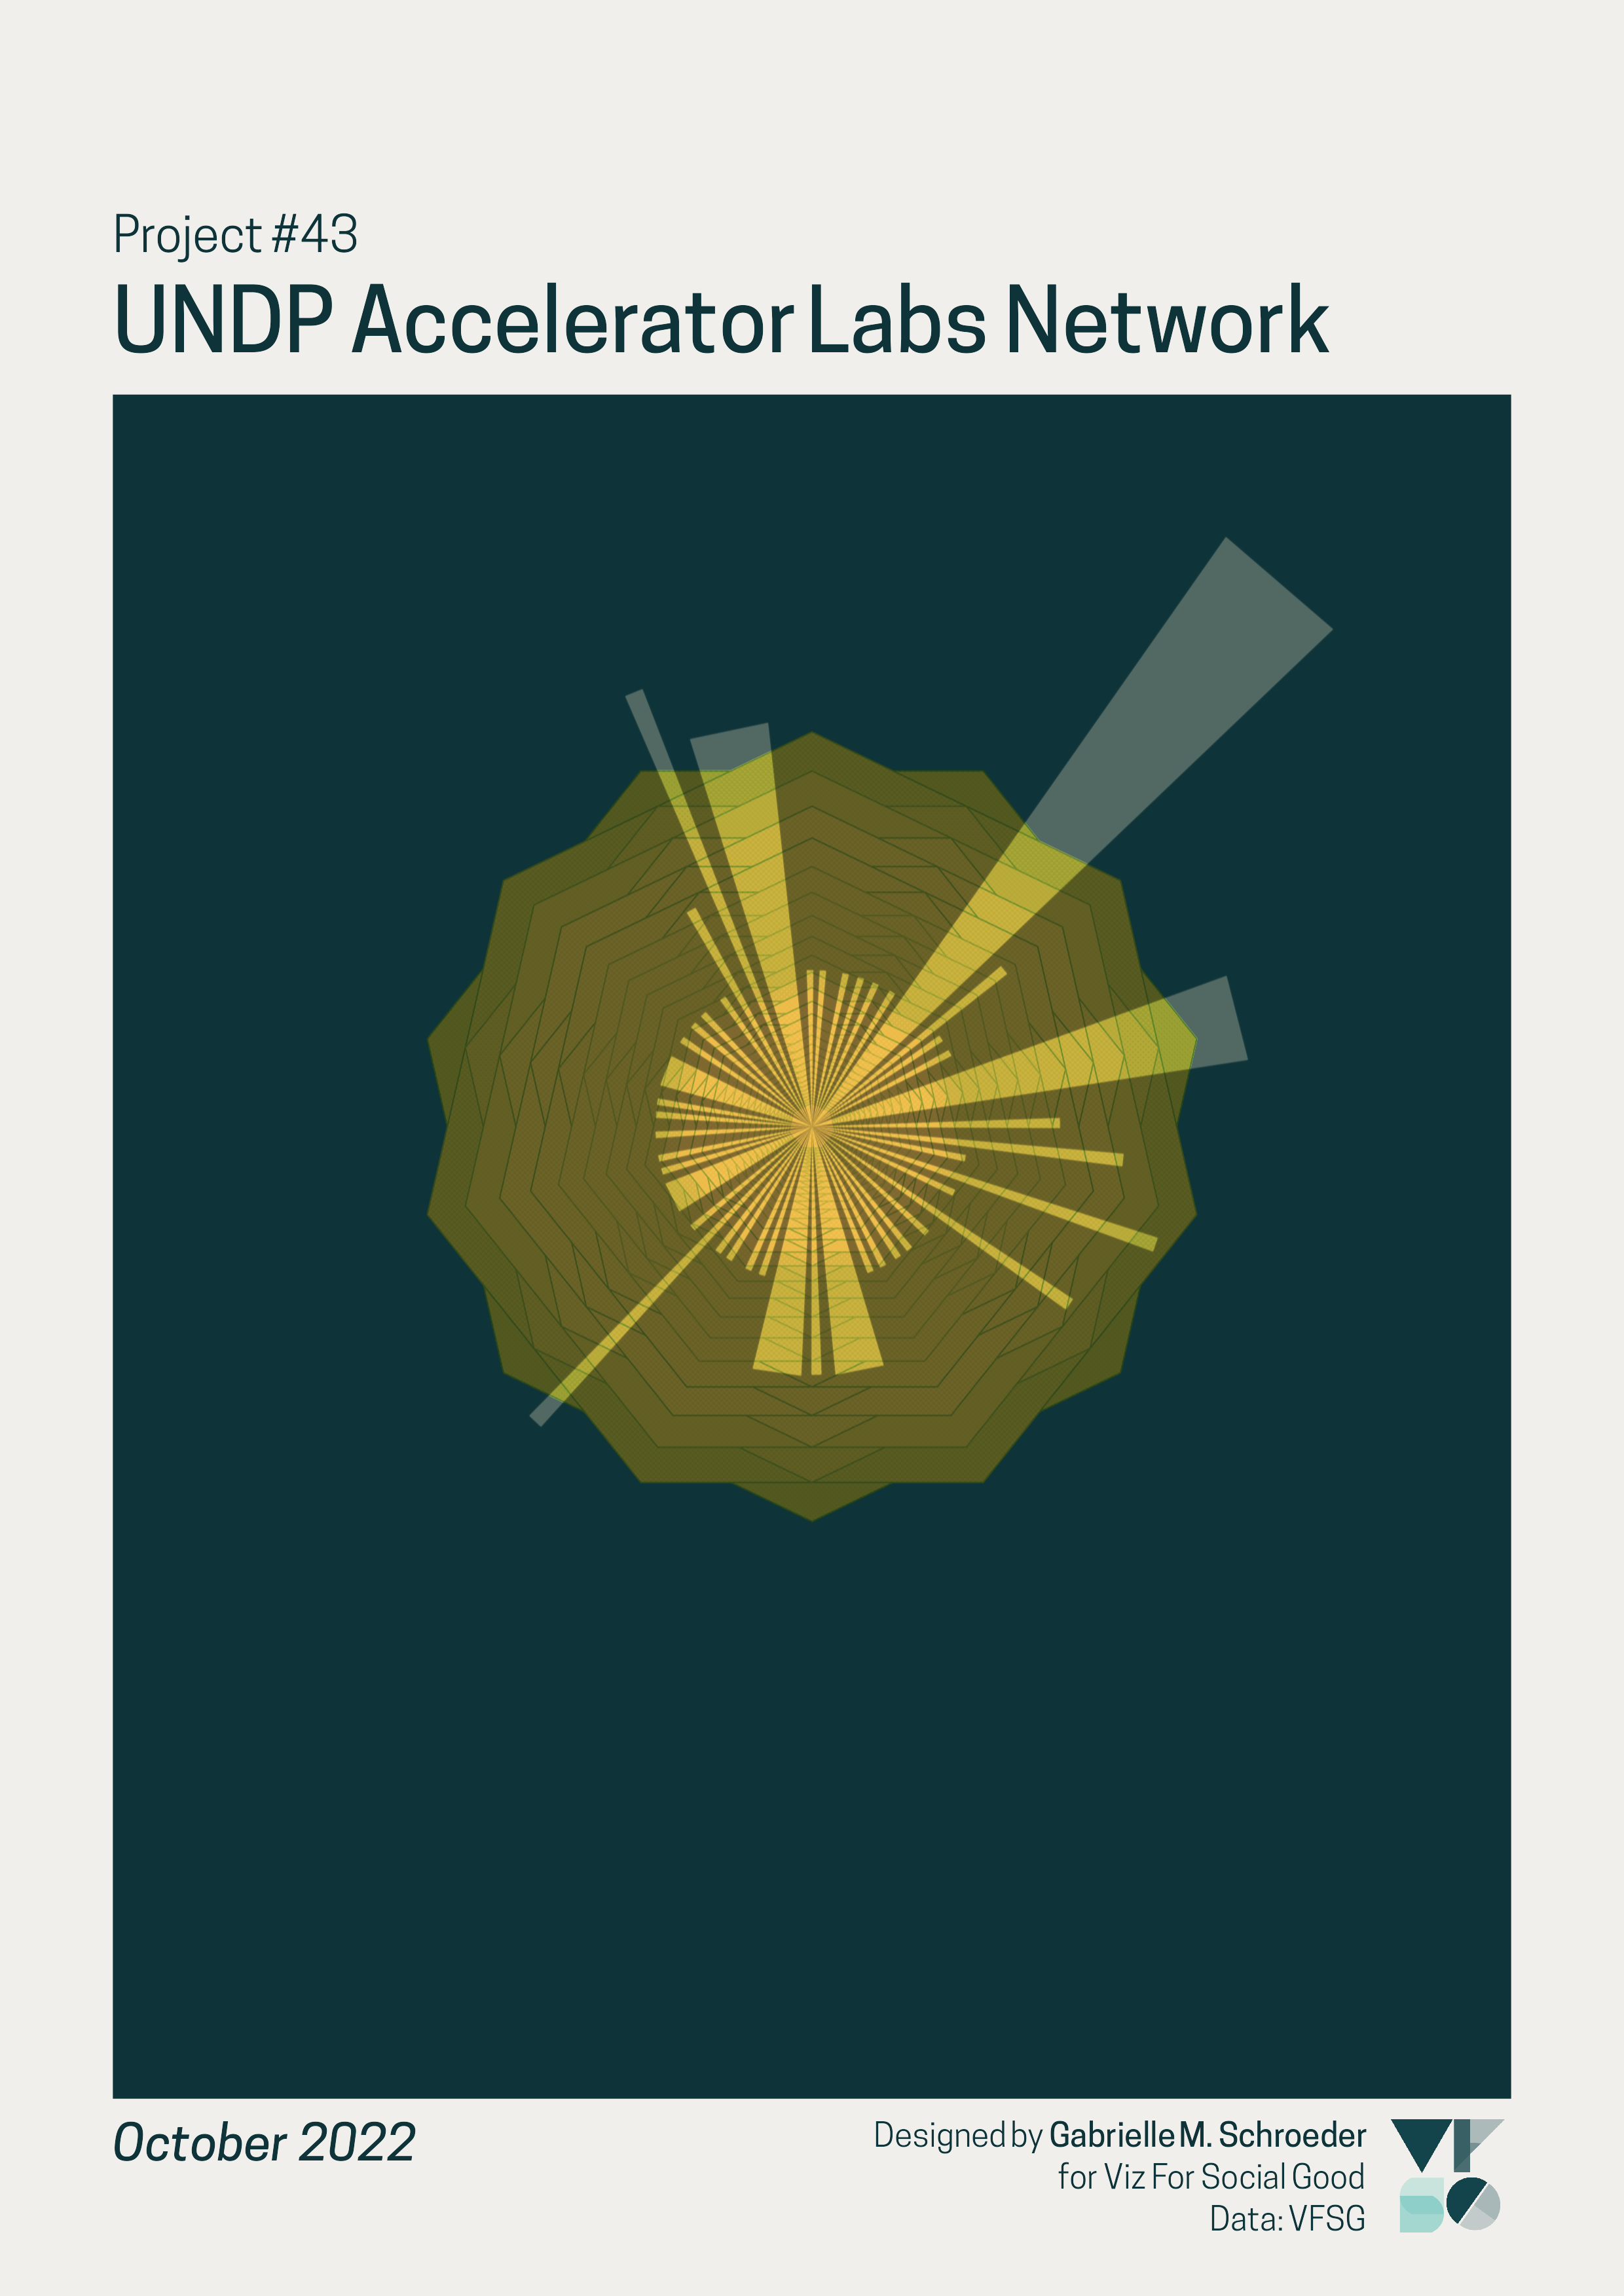 Project #43
UNDP Accelerator Labs Network
October 2022
Designed by Gabrielle M. Schroeder
for Viz For Social Good
Data: VFSG